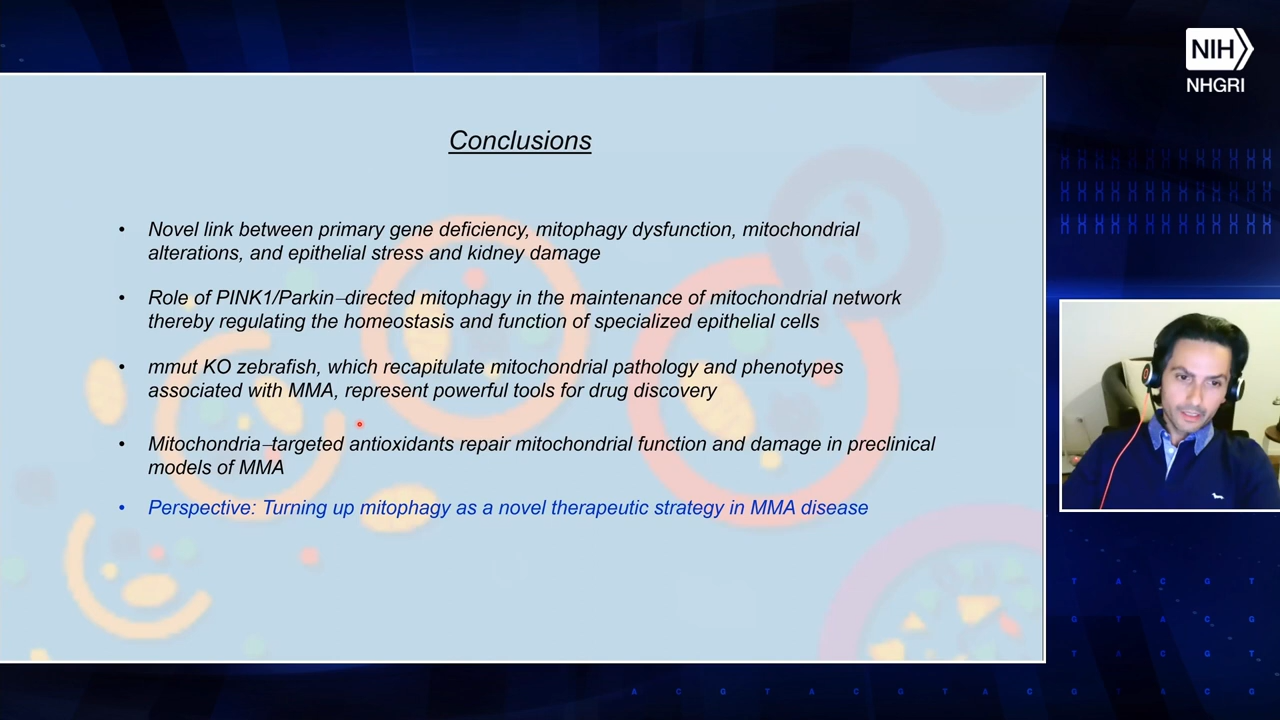 NIH
NHGRI
Conclusions
• Novel link between primary gene deficiency, mitophagy dysfunction, mitochondrial
alterations, and epithelial stress and kidney damage
• Role of PINK1/Parkin–directed mitophagy in the maintenance of mitochondrial network
thereby regulating the homeostasis and function of specialized epithelial cells
• mmut KO zebrafish, which recapitulate mitochondrial pathology and phenotypes
associated with MMA, represent powerful tools for drug discovery
• Mitochondria–targeted antioxidants repair mitochondrial function and damage in preclinical
models of MMA
• Perspective: Turning up mitophagy as a novel therapeutic strategy in MMA disease
T A C G T
G T A C G
T A C G T
A C G T A C G T A C G T A C G